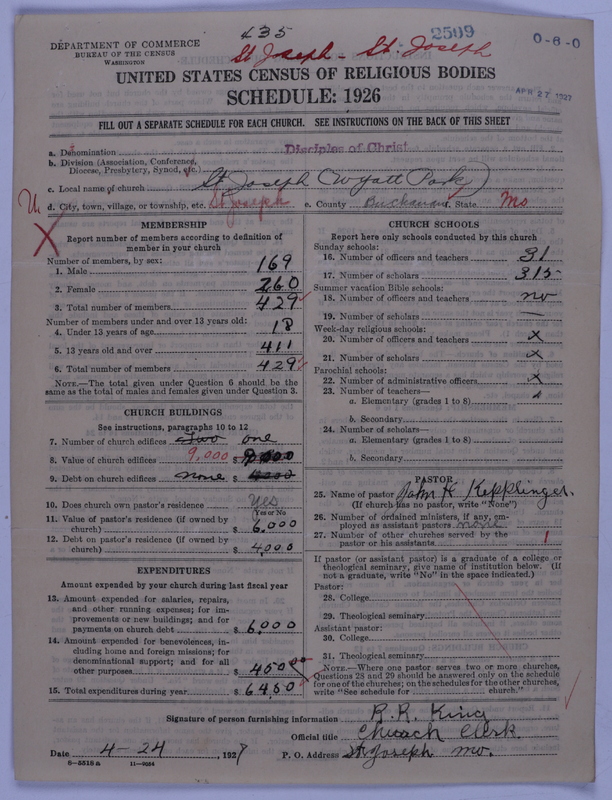 435
2509
0-8-0
DEPARTMENT OF COMMERCE
BUREAU OF THE CENSUS
WASHINGTON
St Joseph - St. Joseph
UNITED STATES CENSUS OF RELIGIOUS BODIES
SCHEDULE: 1926
APR 27 1927
FILL OUT A SEPARATE SCHEDULE FOR EACH CHURCH. SEE INSTRUCTIONS ON THE BACK OF THIS SHEET
a. Denomination Disciples of Christ
b. Division (Association, Conference, Diocese, Presbytery, Synod, etc.)
c. Local name of church St Joseph (Wyatt Park)
d. City, town, village, or township, etc. St Joseph e. County Buchanan State Mo
U
X
MEMBERSHIP
Report number of members according to definition of
member in your church
Number of members, by sex:
1. Male 169
2. Female 260
3. Total number of members 429
Number of members under and over 13 years old:
4. Under 13 years of age 18
5. 13 years old and over 411
6. Total number of members 429
NOTE.—The total given under Question 6 should be the
same as the total of males and females given under Question 3.
CHURCH BUILDINGS
See instructions, paragraphs 10 to 12
7. Number of church edifices Two one
8. Value of church edifices 9,000 $
9. Debt on church edifices none $
10. Does church own pastor's residence Yes
Yes or No
11. Value of pastor's residence (if owned by
church) $ 6,000
12. Debt on pastor's residence (if owned by
church) $ 4,000
EXPENDITURES
Amount expended by your church during last fiscal year
13. Amount expended for salaries, repairs,
and other running expenses; for im-
provements or new buildings; and for
payments on church debt $ 6,000
14. Amount expended for benevolences, in-
cluding home and foreign missions; for
denominational support; and for all
other purposes $ 450 00
15. Total expenditures during year $ 6450
CHURCH SCHOOLS
Report here only schools conducted by this church
Sunday schools:
16. Number of officers and teachers 31
17. Number of scholars 315
Summer vacation Bible schools:
18. Number of officers and teachers no
19. Number of scholars —
Week-day religious schools:
20. Number of officers and teachers x
21. Number of scholars x
Parochial schools:
22. Number of administrative officers x
23. Number of teachers—
a. Elementary (grades 1 to 8)
b. Secondary
24. Number of scholars—
a. Elementary (grades 1 to 8)
b. Secondary
PASTOR
25. Name of pastor John K Kepplinger.
(If church has no pastor, write "None")
26. Number of ordained ministers, if any, em-
ployed as assistant pastors none
27. Number of other churches served by the
pastor or his assistants 1
If pastor (or assistant pastor) is a graduate of a college or
theological seminary, give name of institution below. (If
not a graduate, write "No" in the space indicated.)
Pastor:
28. College
29. Theological seminary
Assistant pastor:
30. College
31. Theological seminary
NOTE.—Where one pastor serves two or more churches,
Questions 28 and 29 should be answered only on the schedule
for one of the churches; on the schedules for the other churches,
write "See schedule for church."
Signature of person furnishing information B. R. King
Official title Church Clerk
Date 4-24, 1927 P. O. Address St Joseph Mo.
8-5518a 11-9024